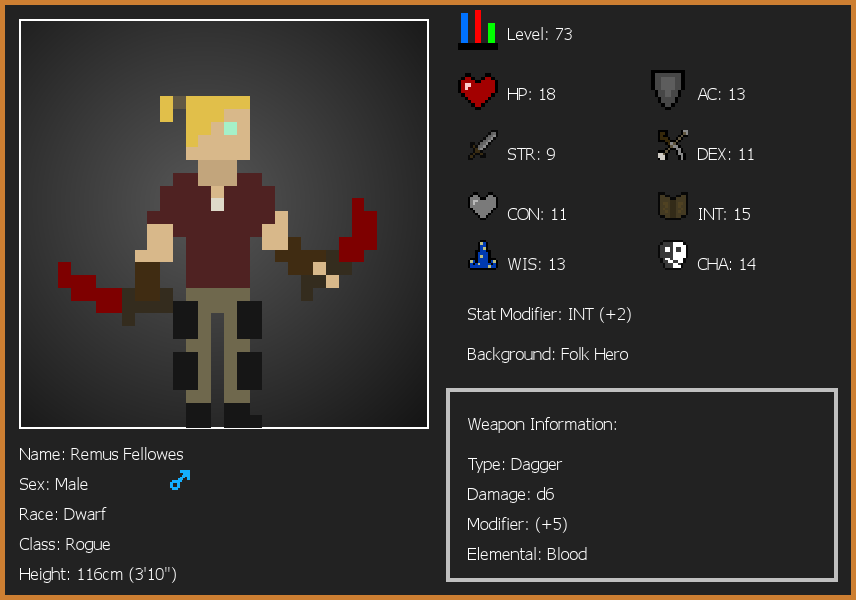 Level: 73
HP: 18
AC: 13
STR: 9
DEX: 11
CON: 11
INT: 15
WIS: 13
CHA: 14
Stat Modifier: INT (+2)
Background: Folk Hero
Weapon Information:
Type: Dagger
Damage: d6
Modifier: (+5)
Elemental: Blood
Name: Remus Fellowes
Sex: Male
Race: Dwarf
Class: Rogue
Height: 116cm (3'10")